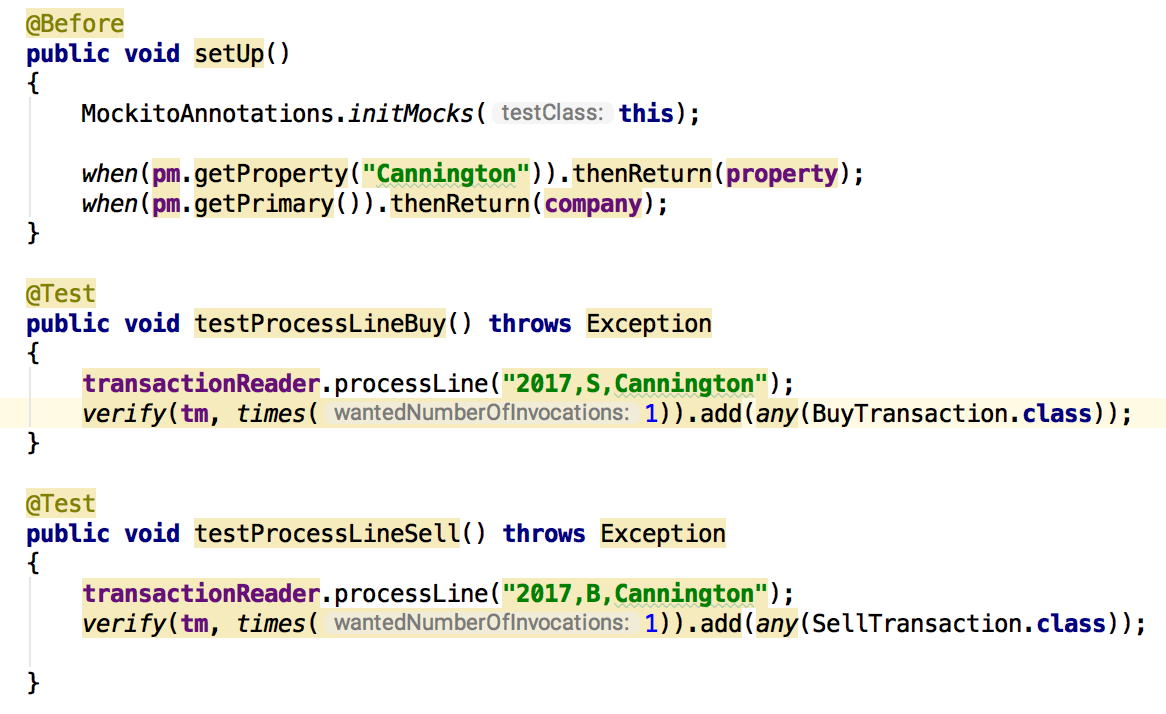 @Before
public void setUp()
{
    MockitoAnnotations.initMocks( testClass: this);

    when(pm.getProperty("Cannington")).thenReturn(property);
    when(pm.getPrimary()).thenReturn(company);
}

@Test
public void testProcessLineBuy() throws Exception
{
    transactionReader.processLine("2017,S,Cannington");
    verify(tm, times( wantedNumberOfInvocations: 1)).add(any(BuyTransaction.class));
}

@Test
public void testProcessLineSell() throws Exception
{
    transactionReader.processLine("2017,B,Cannington");
    verify(tm, times( wantedNumberOfInvocations: 1)).add(any(SellTransaction.class));

}